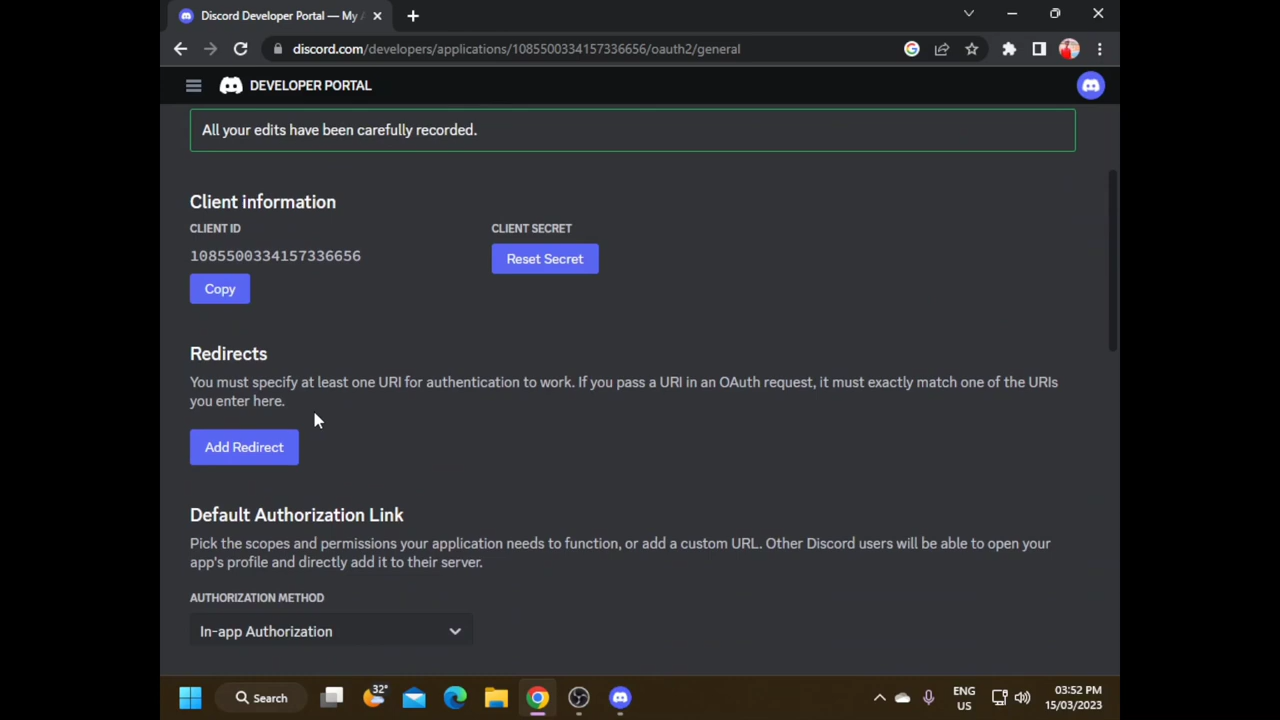 Discord Developer Portal — My
discord.com/developers/applications/1085500334157336656/oauth2/general
DEVELOPER PORTAL
All your edits have been carefully recorded.
Client information
CLIENT ID
CLIENT SECRET
1085500334157336656
Reset Secret
Copy
Redirects
You must specify at least one URI for authentication to work. If you pass a URI in an OAuth request, it must exactly match one of the URIs
you enter here.
Add Redirect
Default Authorization Link
Pick the scopes and permissions your application needs to function, or add a custom URL. Other Discord users will be able to open your
app's profile and directly add it to their server.
AUTHORIZATION METHOD
In-app Authorization
Search
32°
ENG
US
03:52 PM
15/03/2023